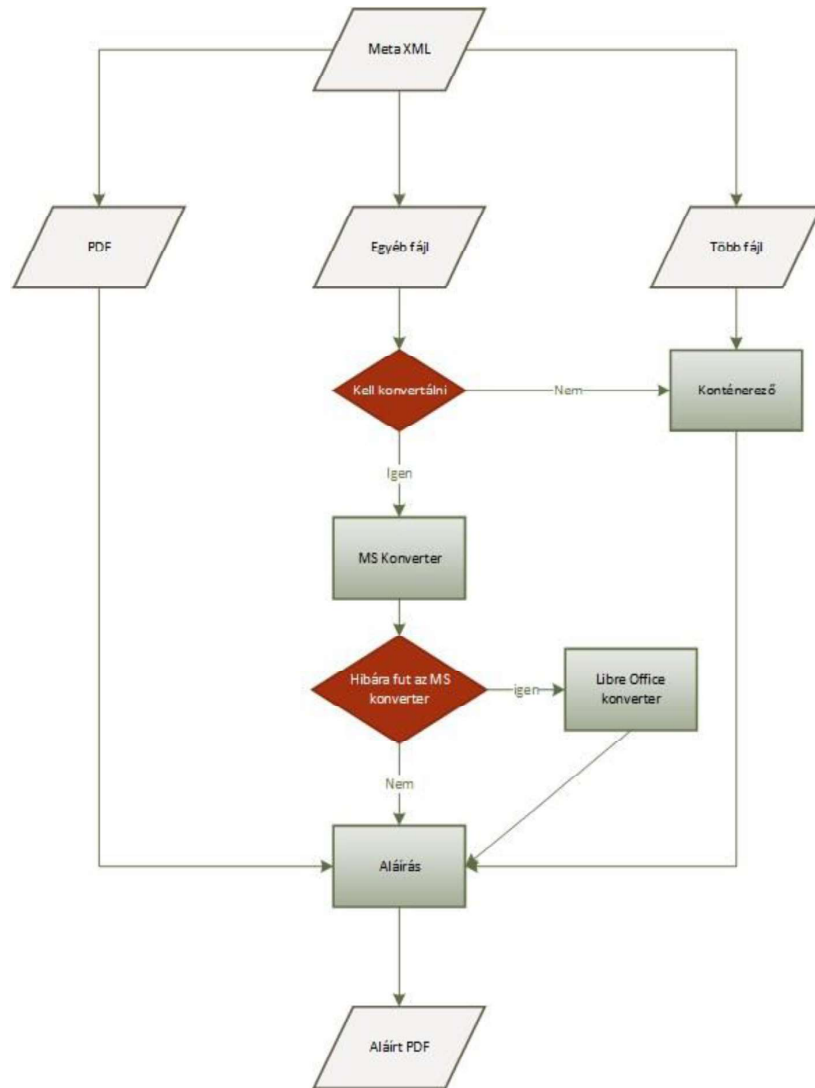 Meta XML
PDF
Egyéb fájl
Több fájl
Kell konvertálni
Nem
Konténerező
Igen
MS Konverter
Hibára fut az MS
konverter
igen
Libre Office
konverter
Nem
Aláírás
Aláírt PDF